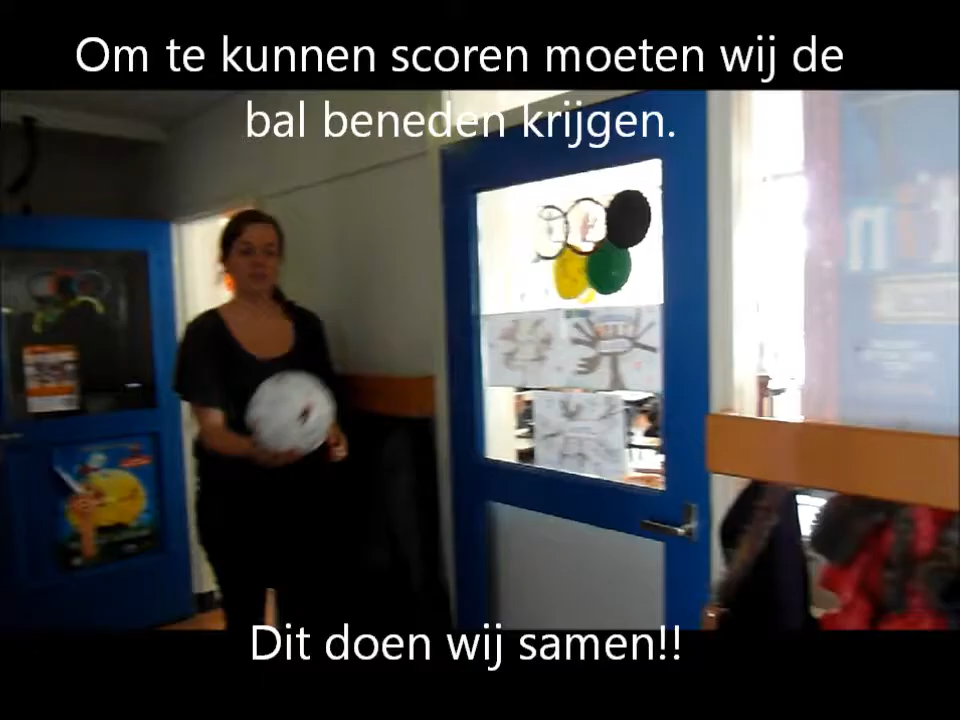 Om te kunnen scoren moeten wij de
bal beneden krijgen.
Dit doen wij samen!!